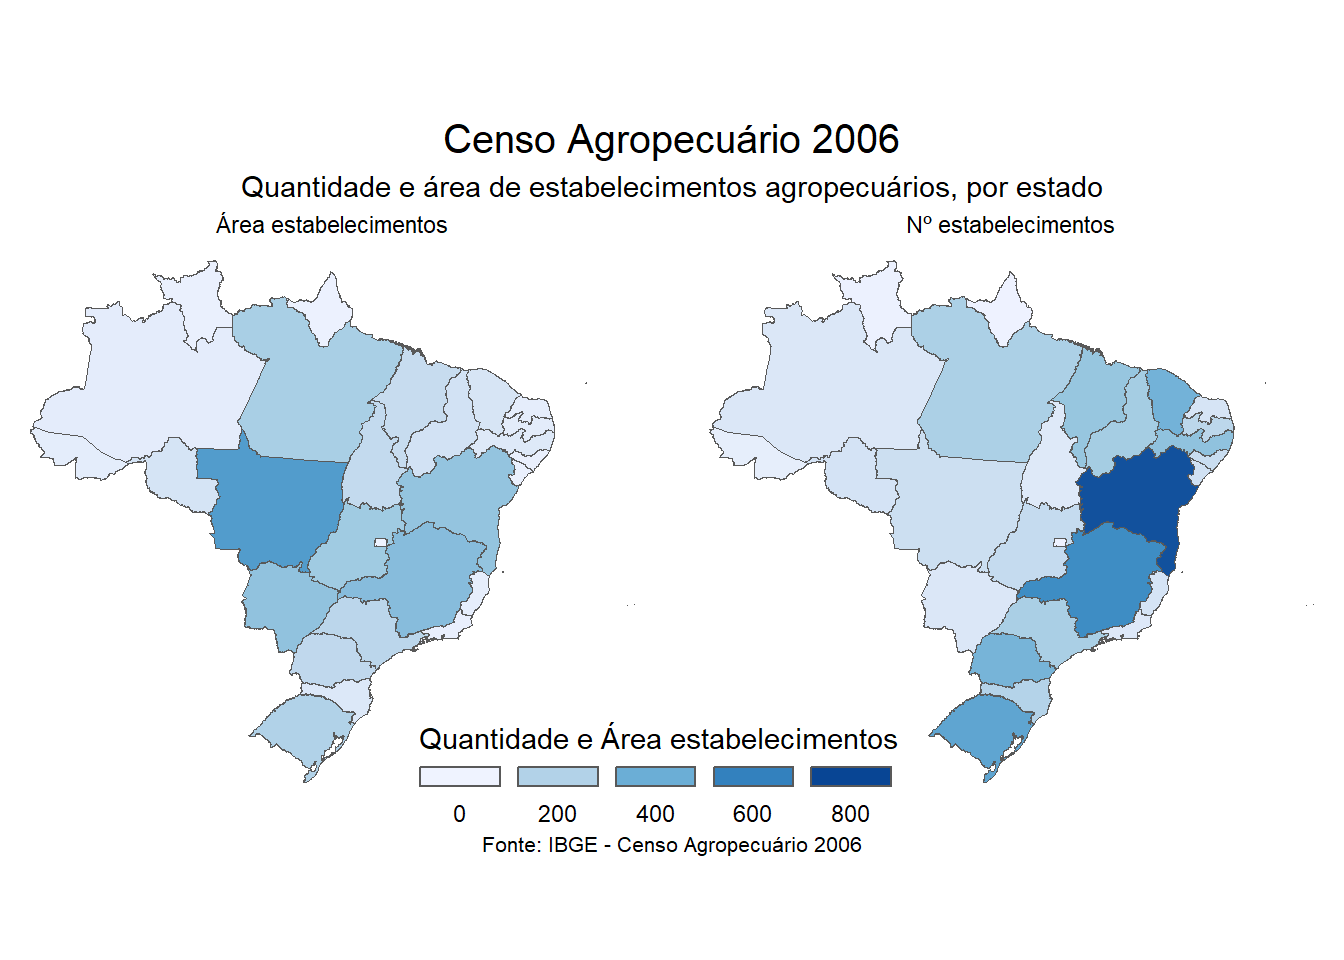 Censo Agropecuário 2006
Quantidade e área de estabelecimentos agropecuários, por estado
Área estabelecimentos
Nº estabelecimentos
Quantidade e Área estabelecimentos
0 200 400 600 800
Fonte: IBGE - Censo Agropecuário 2006